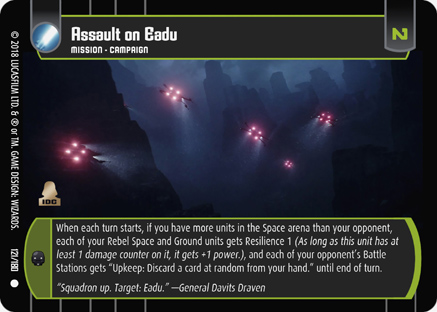 Assault on Eadu
MISSION - CAMPAIGN
N
© 2018 LUCASFILM LTD. & ® or TM. GAME DESIGN: WIZARDS.
IDC
When each turn starts, if you have more units in the Space arena than your opponent,
each of your Rebel Space and Ground units gets Resilience 1 (As long as this unit has at
least 1 damage counter on it, it gets +1 power.), and each of your opponent's Battle
Stations gets "Upkeep: Discard a card at random from your hand." until end of turn.
"Squadron up. Target: Eadu." —General Davits Draven